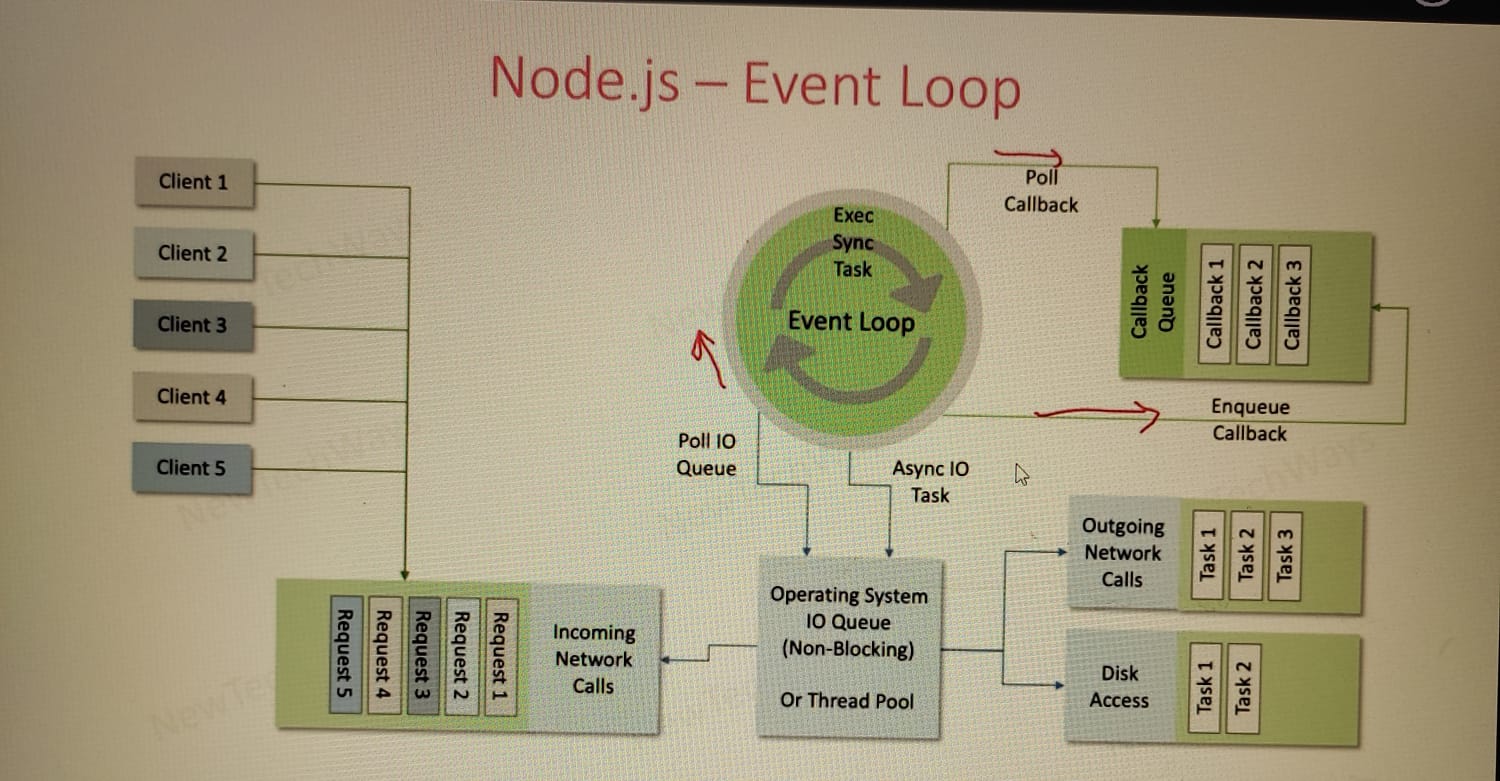 Node.js – Event Loop
Client 1
Client 2
Client 3
Client 4
Client 5
Exec
Sync
Task
Event Loop
Poll
Callback
Callback
Queue
Callback 1
Callback 2
Callback 3
Enqueue
Callback
Poll IO
Queue
Async IO
Task
Operating System
IO Queue
(Non-Blocking)
Or Thread Pool
Incoming
Network
Calls
Request 1
Request 2
Request 3
Request 4
Request 5
Outgoing
Network
Calls
Task 1
Task 2
Task 3
Disk
Access
Task 1
Task 2